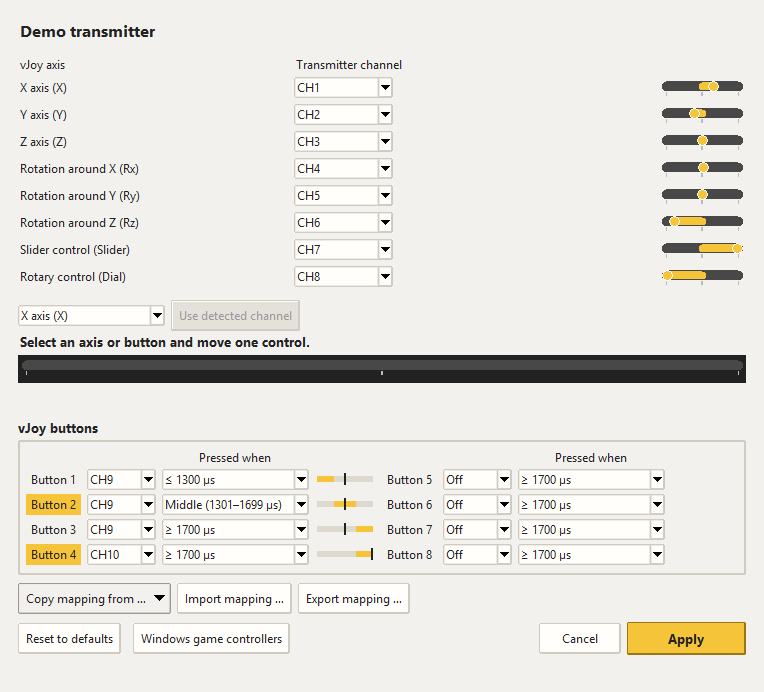 Demo transmitter
vJoy axis Transmitter channel
X axis (X) CH1
Y axis (Y) CH2
Z axis (Z) CH3
Rotation around X (Rx) CH4
Rotation around Y (Ry) CH5
Rotation around Z (Rz) CH6
Slider control (Slider) CH7
Rotary control (Dial) CH8
X axis (X) Use detected channel
Select an axis or button and move one control.
vJoy buttons
Pressed when Pressed when
Button 1 CH9 ≤ 1300 µs Button 5 Off ≥ 1700 µs
Button 2 CH9 Middle (1301–1699 µs) Button 6 Off ≥ 1700 µs
Button 3 CH9 ≥ 1700 µs Button 7 Off ≥ 1700 µs
Button 4 CH10 ≥ 1700 µs Button 8 Off ≥ 1700 µs
Copy mapping from ... Import mapping ... Export mapping ...
Reset to defaults Windows game controllers Cancel Apply